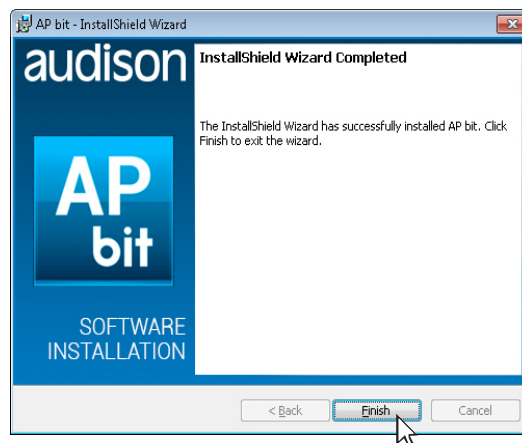 AP bit - InstallShield Wizard
audison
InstallShield Wizard Completed
The InstallShield Wizard has successfully installed AP bit. Click
Finish to exit the wizard.
AP
bit
SOFTWARE
INSTALLATION
< Back
Finish
Cancel